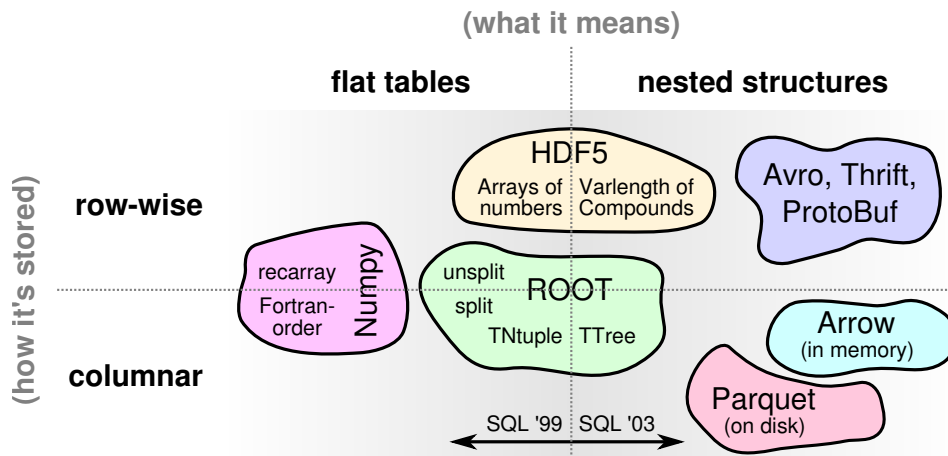 (what it means)
flat tables
nested structures
(how it's stored)
row-wise
columnar
HDF5
Arrays of
numbers
Varlength of
Compounds
Avro, Thrift,
ProtoBuf
recarray
Fortran-
order
Numpy
unsplit
split
ROOT
TNtuple
TTree
Arrow
(in memory)
Parquet
(on disk)
SQL '99
SQL '03